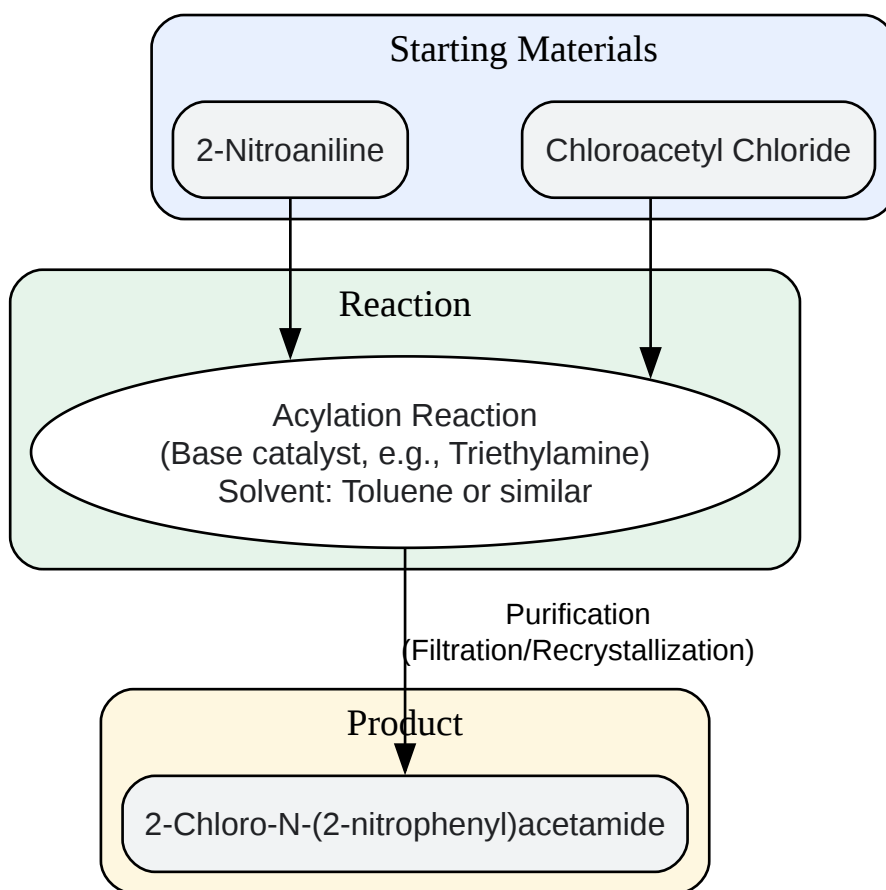 Starting Materials
2-Nitroaniline
Chloroacetyl Chloride
Reaction
Acylation Reaction
(Base catalyst, e.g., Triethylamine)
Solvent: Toluene or similar
Purification
(Filtration/Recrystallization)
Product
2-Chloro-N-(2-nitrophenyl)acetamide